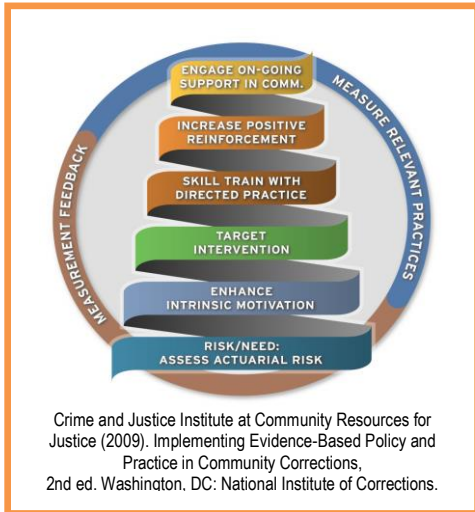 ENGAGE ON-GOING
SUPPORT IN COMM.
INCREASE POSITIVE
REINFORCEMENT
SKILL TRAIN WITH
DIRECTED PRACTICE
TARGET
INTERVENTION
ENHANCE
INTRINSIC MOTIVATION
RISK/NEED:
ASSESS ACTUARIAL RISK
MEASUREMENT FEEDBACK
MEASURE RELEVANT PRACTICES
Crime and Justice Institute at Community Resources for
Justice (2009). Implementing Evidence-Based Policy and
Practice in Community Corrections,
2nd ed. Washington, DC: National Institute of Corrections.